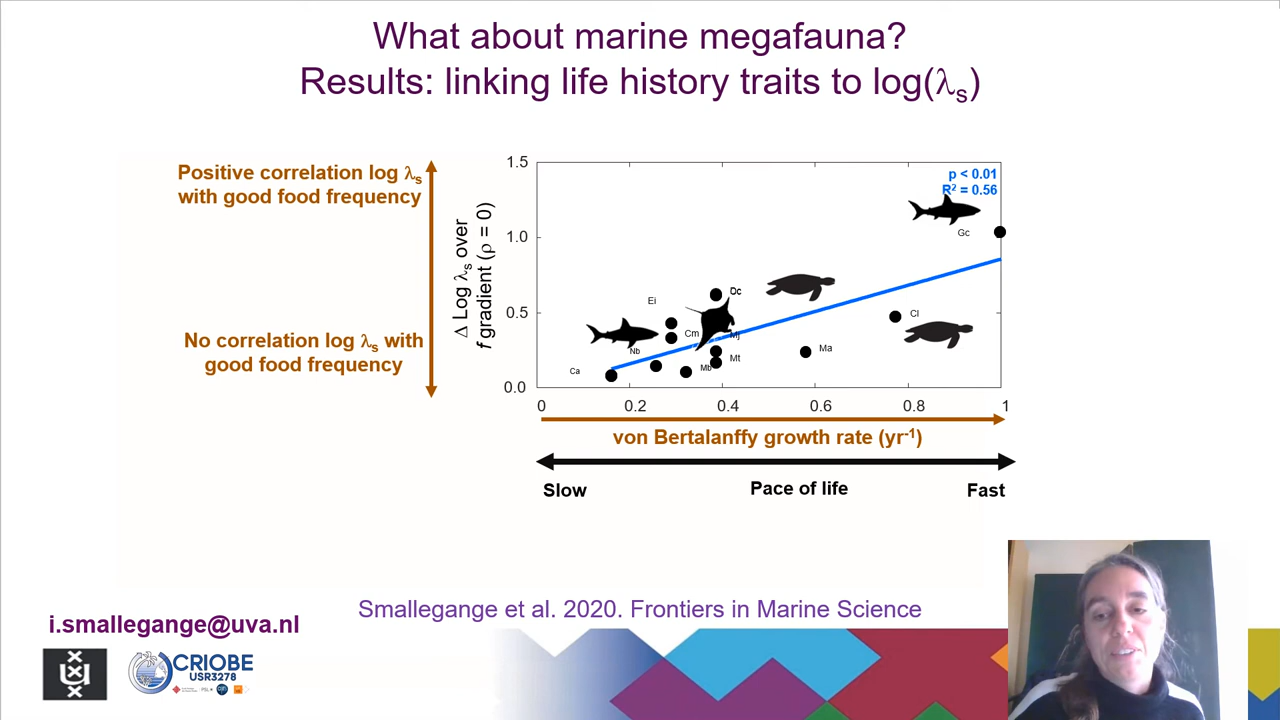 What about marine megafauna?
Results: linking life history traits to log(λs)
Positive correlation log λs
with good food frequency
No correlation log λs with
good food frequency
Δ Log λs over
f gradient (ρ = 0)
1.5
1.0
0.5
0.0
p < 0.01
R2 = 0.56
Gc
Dc
Ei
Cl
Cm
Mj
Nb
Ma
Mt
Ca
Mb
0
0.2
0.4
0.6
0.8
1
von Bertalanffy growth rate (yr-1)
Slow
Pace of life
Fast
Smallegange et al. 2020. Frontiers in Marine Science
i.smallegange@uva.nl
CRIOBE
USR3278
PSL